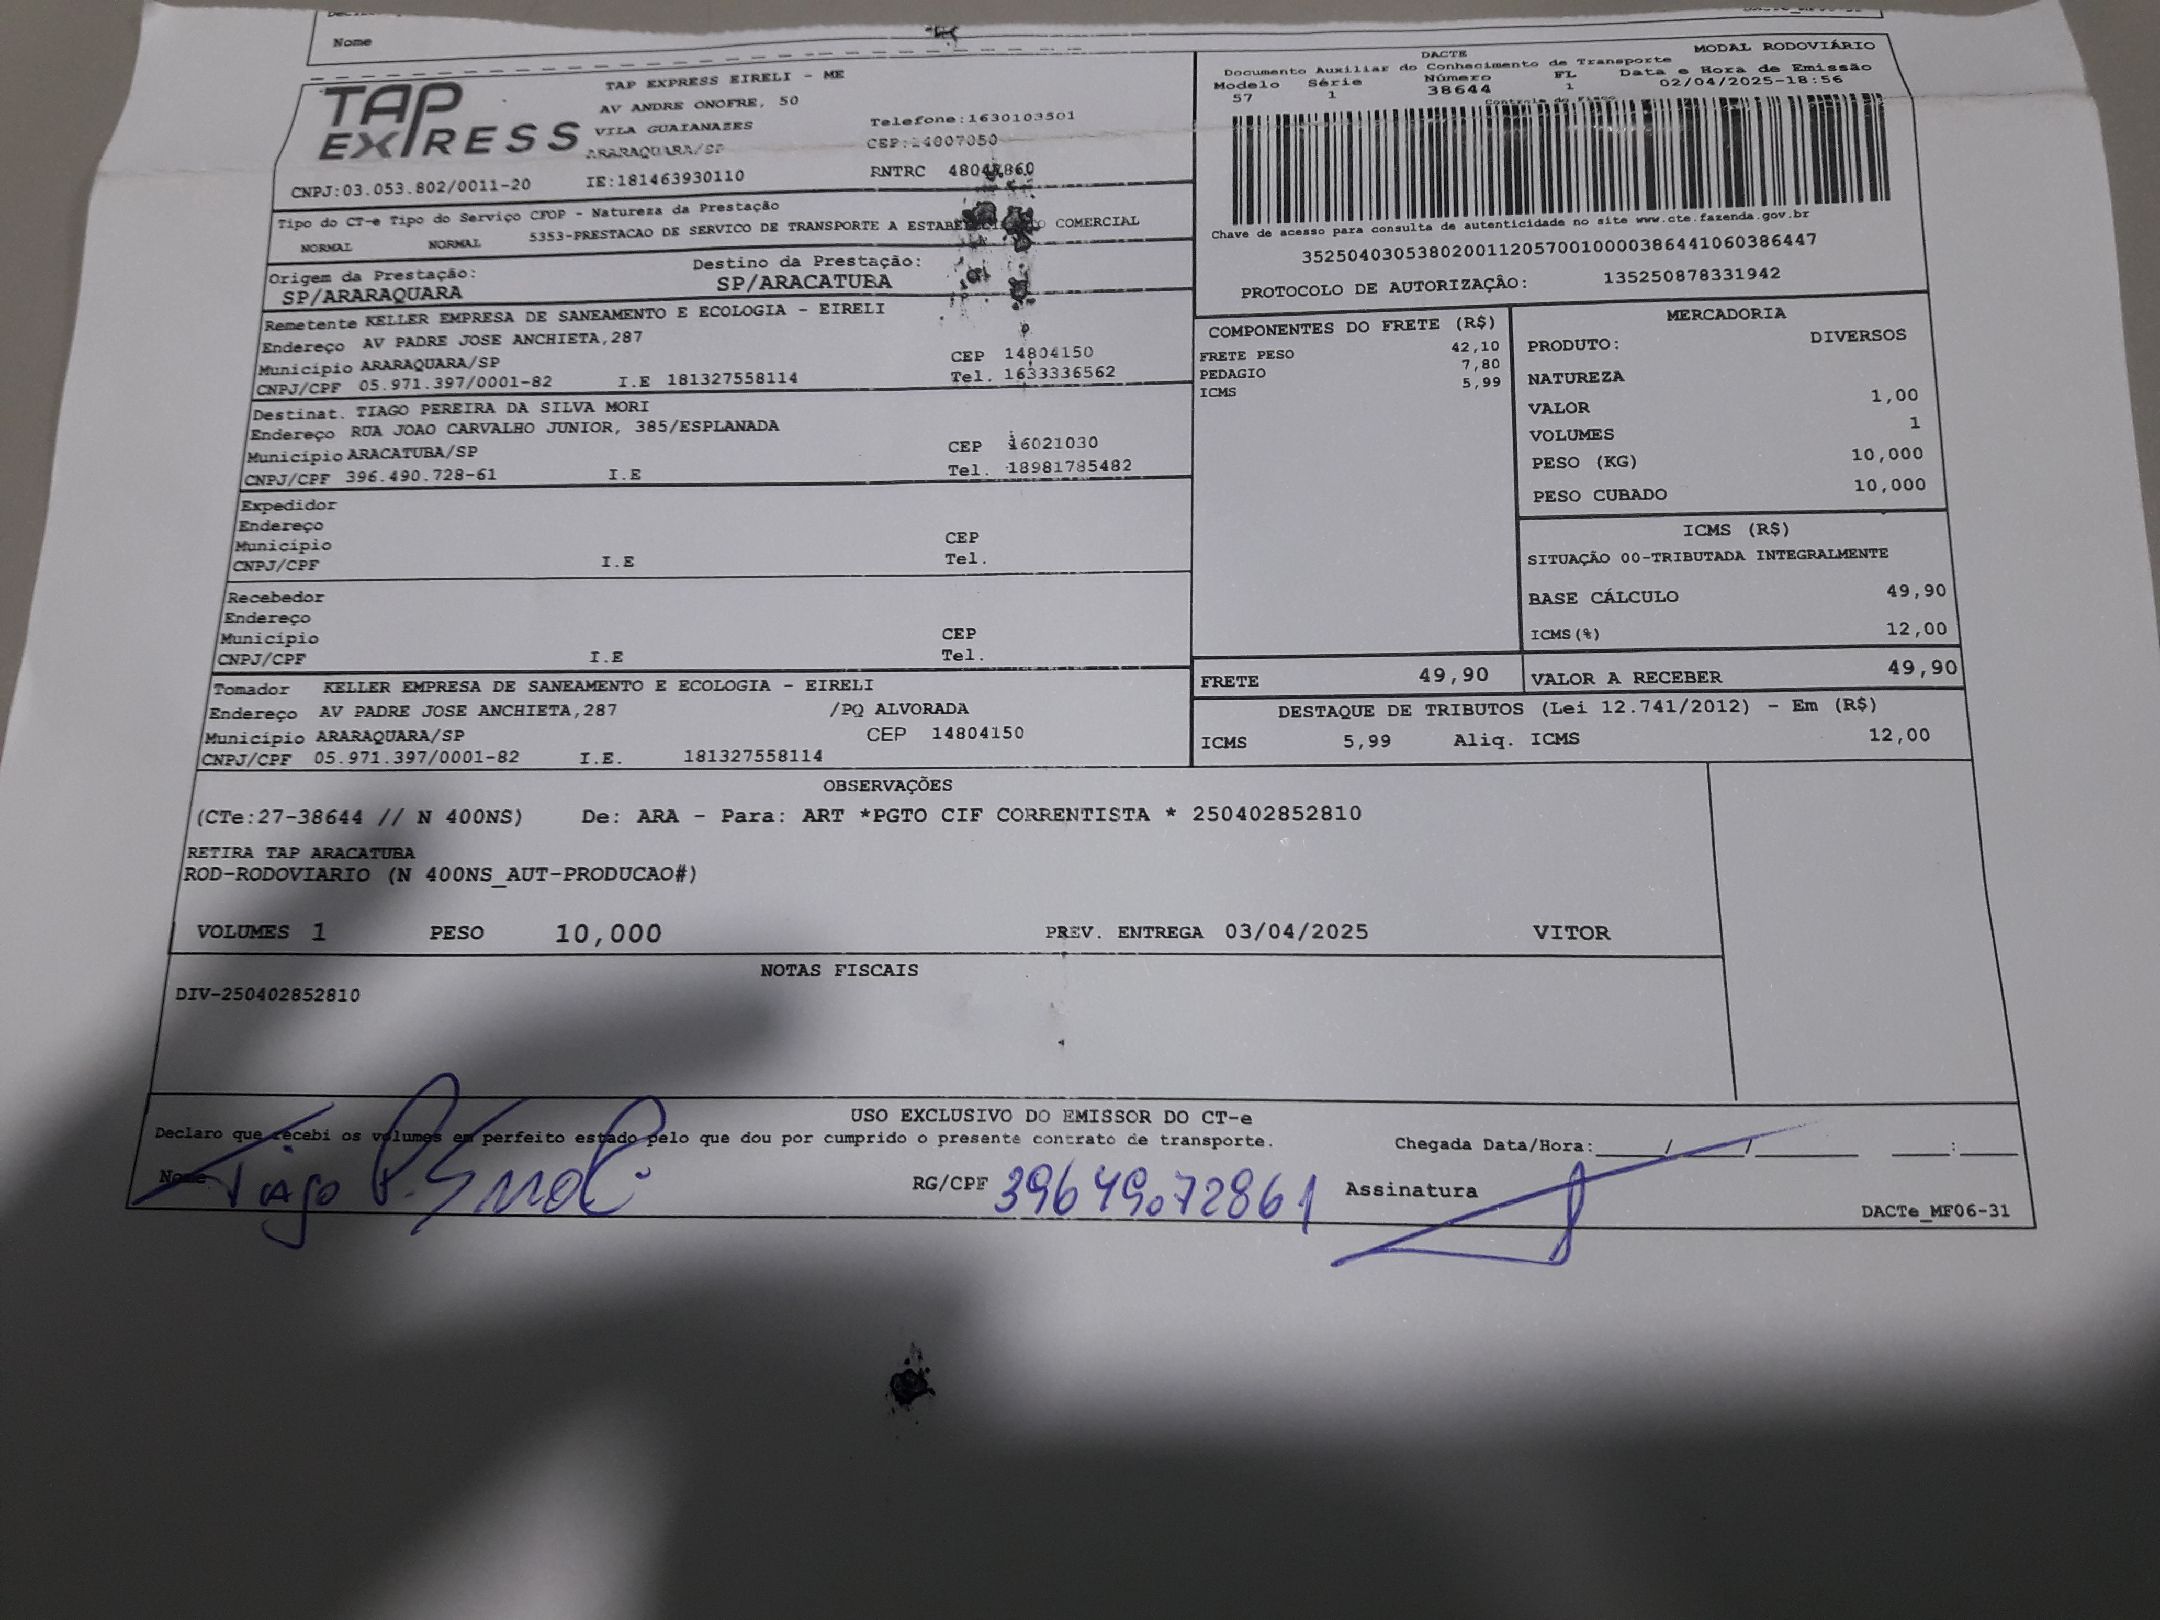 Nome
TAP
EXPRESS
TAP EXPRESS EIRELI - ME
AV ANDRE ONOFRE, 50
VILA GUAIANAZES
ARARAQUARA/SP
Telefone:1630103501
CEP:14807050
CNPJ:03.053.802/0011-20 IE:181463930110 RNTRC
Tipo do CT-e Tipo do Serviço CFOP - Natureza da Prestação
NORMAL NORMAL 5353-PRESTACAO DE SERVICO DE TRANSPORTE A COMERCIAL
Origem da Prestação: Destino da Prestação:
SP/ARARAQUARA SP/ARACATUBA
Remetente KELLER EMPRESA DE SANEAMENTO E ECOLOGIA - EIRELI
Endereço AV PADRE JOSE ANCHIETA,287
Município ARARAQUARA/SP CEP 14804150
CNPJ/CPF 05.971.397/0001-82 I.E 181327558114 Tel. 1633336562
Destinat. TIAGO PEREIRA DA SILVA MORI
Endereço RUA JOAO CARVALHO JUNIOR, 385/ESPLANADA
Município ARACATUBA/SP CEP 16021030
CNPJ/CPF 396.490.728-61 I.E Tel. 18981785482
Expedidor
Endereço
Município CEP
CNPJ/CPF I.E Tel.
Recebedor
Endereço
Município CEP
CNPJ/CPF I.E Tel.
Tomador KELLER EMPRESA DE SANEAMENTO E ECOLOGIA - EIRELI
Endereço AV PADRE JOSE ANCHIETA,287 /PQ ALVORADA
Município ARARAQUARA/SP CEP 14804150
CNPJ/CPF 05.971.397/0001-82 I.E. 181327558114
DACTE MODAL RODOVIÁRIO
Documento Auxiliar do Conhecimento de Transporte
Modelo Série Número FL Data e Hora de Emissão
57 1 38644 1 02/04/2025-18:56
Controle do Fisco
Chave de acesso para consulta de autenticidade no site www.cte.fazenda.gov.br
35250403053802001120570010000386441060386447
PROTOCOLO DE AUTORIZAÇÃO: 135250878331942
COMPONENTES DO FRETE (R$)
FRETE PESO 42,10
PEDAGIO 7,80
ICMS 5,99
MERCADORIA
PRODUTO: DIVERSOS
NATUREZA
VALOR 1,00
VOLUMES 1
PESO (KG) 10,000
PESO CUBADO 10,000
ICMS (R$)
SITUAÇÃO 00-TRIBUTADA INTEGRALMENTE
BASE CÁLCULO 49,90
ICMS(%) 12,00
FRETE 49,90 VALOR A RECEBER 49,90
DESTAQUE DE TRIBUTOS (Lei 12.741/2012) - Em (R$)
ICMS 5,99 Aliq. ICMS 12,00
OBSERVAÇÕES
(CTe:27-38644 // N 400NS) De: ARA - Para: ART *PGTO CIF CORRENTISTA * 250402852810
RETIRA TAP ARACATUBA
ROD-RODOVIARIO (N 400NS_AUT-PRODUCAO#)
VOLUMES 1 PESO 10,000 PREV. ENTREGA 03/04/2025 VITOR
NOTAS FISCAIS
DIV-250402852810
USO EXCLUSIVO DO EMISSOR DO CT-e
Declaro que recebi os volumes em perfeito estado pelo que dou por cumprido o presente contrato de transporte. Chegada Data/Hora:____/____/______ ____:____
Nome Tiago P. RG/CPF 39649072861 Assinatura
DACTe_MF06-31